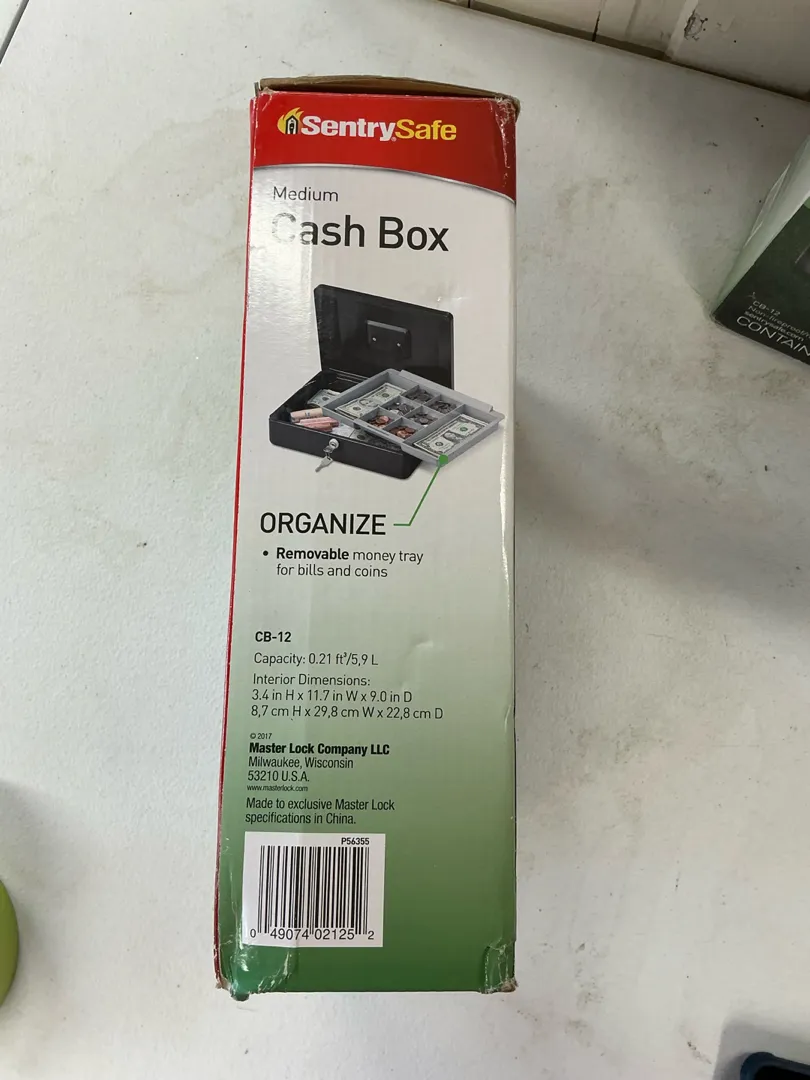 SentrySafe
Medium
Cash Box
ORGANIZE
• Removable money tray
for bills and coins
CB-12
Capacity: 0.21 ft³/5,9 L
Interior Dimensions:
3.4 in H x 11.7 in W x 9.0 in D
8,7 cm H x 29,8 cm W x 22,8 cm D
© 2017
Master Lock Company LLC
Milwaukee, Wisconsin
53210 U.S.A.
www.masterlock.com
Made to exclusive Master Lock
specifications in China.
P56355
0 49074 02125 2
CB-12
sentrysafe.com
CONTAIN